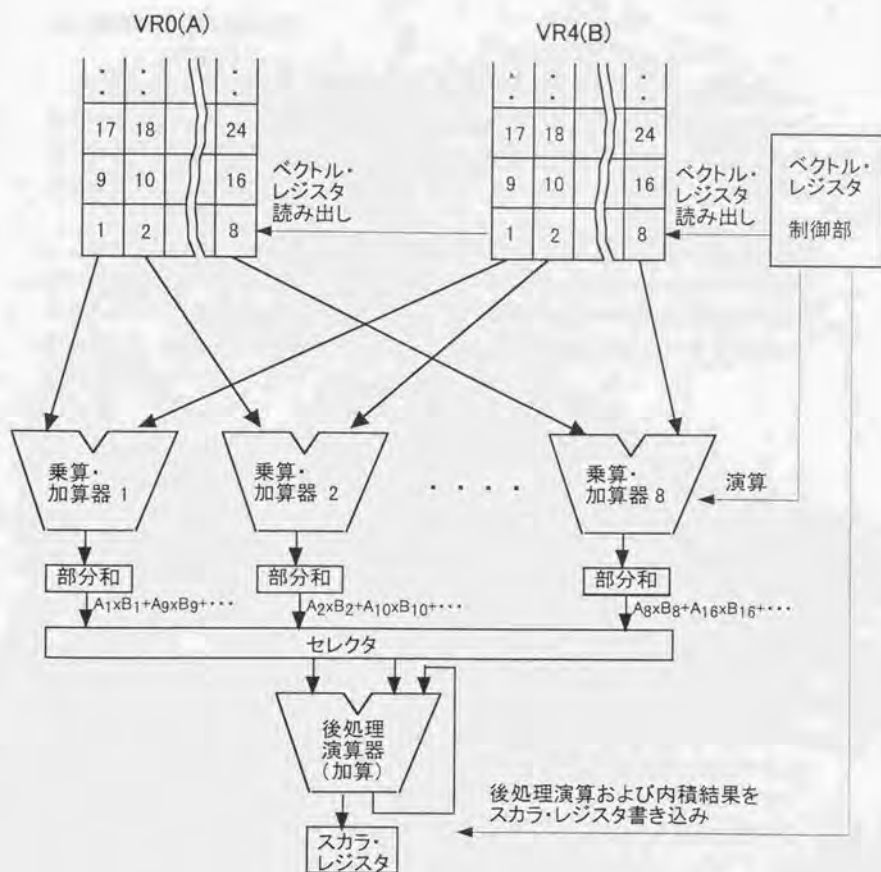 VR0(A)
VR4(B)
17 18 24
9 10 16
1 2 8
17 18 24
9 10 16
1 2 8
ベクトル・
レジスタ
読み出し
ベクトル・
レジスタ
読み出し
ベクトル・
レジスタ
制御部
乗算・
加算器 1
乗算・
加算器 2
・・・・
乗算・
加算器 8
演算
部分和
部分和
部分和
A₁xB₁+A₉xB₉+・・・
A₂xB₂+A₁₀xB₁₀+・・・
A₈xB₈+A₁₆xB₁₆+・・・
セレクタ
後処理
演算器
(加算)
後処理演算および内積結果を
スカラ・レジスタ書き込み
スカラ・
レジスタ